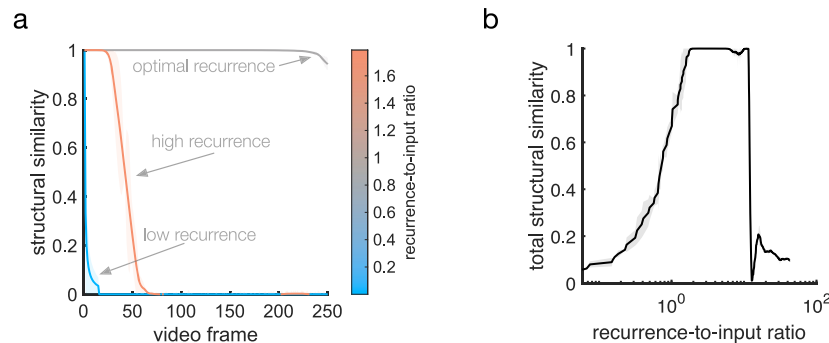 a
structural similarity
1
0.8
0.6
0.4
0.2
0
optimal recurrence
high recurrence
low recurrence
0
50
100
150
200
250
video frame
1.6
1.4
1.2
1
0.8
0.6
0.4
0.2
recurrence-to-input ratio
b
total structural similarity
1
0.8
0.6
0.4
0.2
0
10^0
10^2
recurrence-to-input ratio